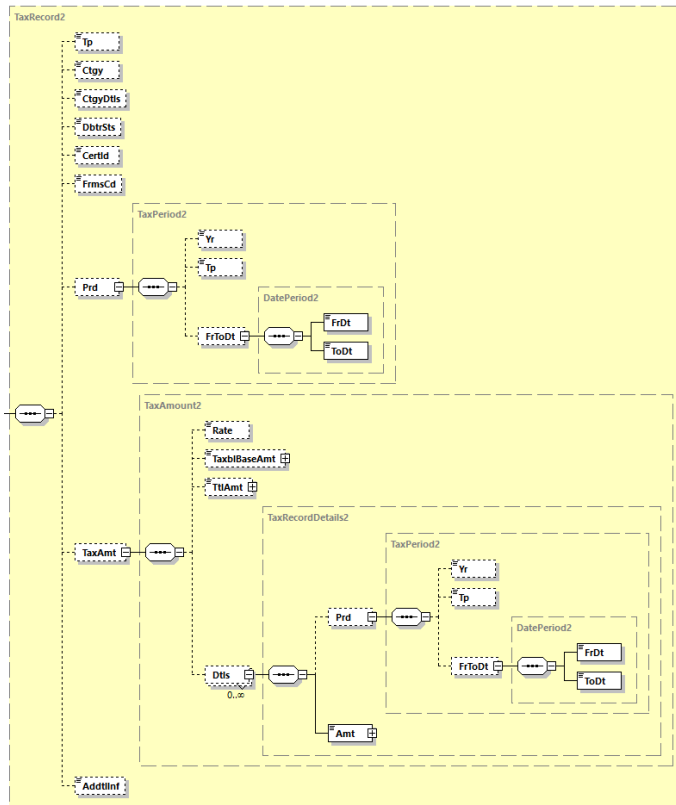 TaxRecord2
Tp
Ctgy
CtgyDtls
DbtrSts
CertId
FrmsCd
TaxPeriod2
Yr
Tp
Prd
DatePeriod2
FrDt
FrToDt
ToDt
TaxAmount2
Rate
TaxblBaseAmt
TtlAmt
TaxRecordDetails2
TaxAmt
TaxPeriod2
Yr
Tp
Prd
DatePeriod2
FrDt
FrToDt
ToDt
Dtls
0..∞
Amt
AddtlInf